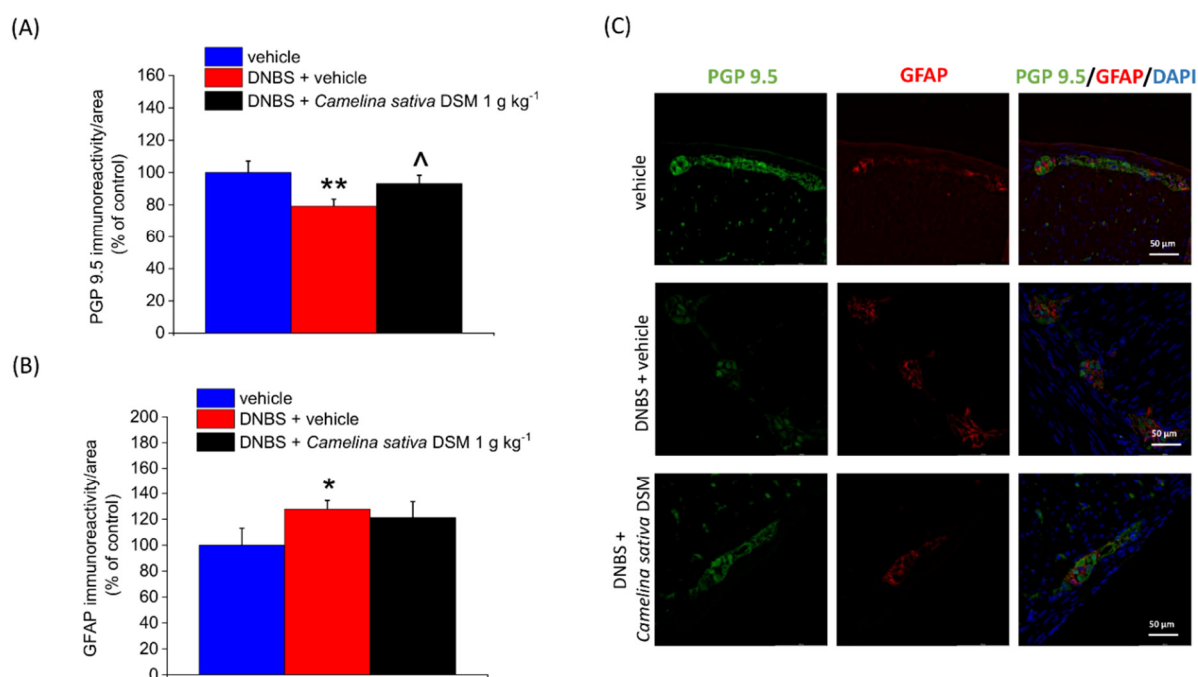 (A)
vehicle
DNBS + vehicle
DNBS + Camelina sativa DSM 1 g kg⁻¹
PGP 9.5 immunoreactivity/area
(% of control)
160
140
120
100
80
60
40
20
0
**
^
(B)
vehicle
DNBS + vehicle
DNBS + Camelina sativa DSM 1 g kg⁻¹
GFAP immunoreactivity/area
(% of control)
200
180
160
140
120
100
80
60
40
20
0
*
(C)
PGP 9.5
GFAP
PGP 9.5/GFAP/DAPI
vehicle
50 µm
DNBS + vehicle
50 µm
DNBS +
Camelina sativa DSM
50 µm